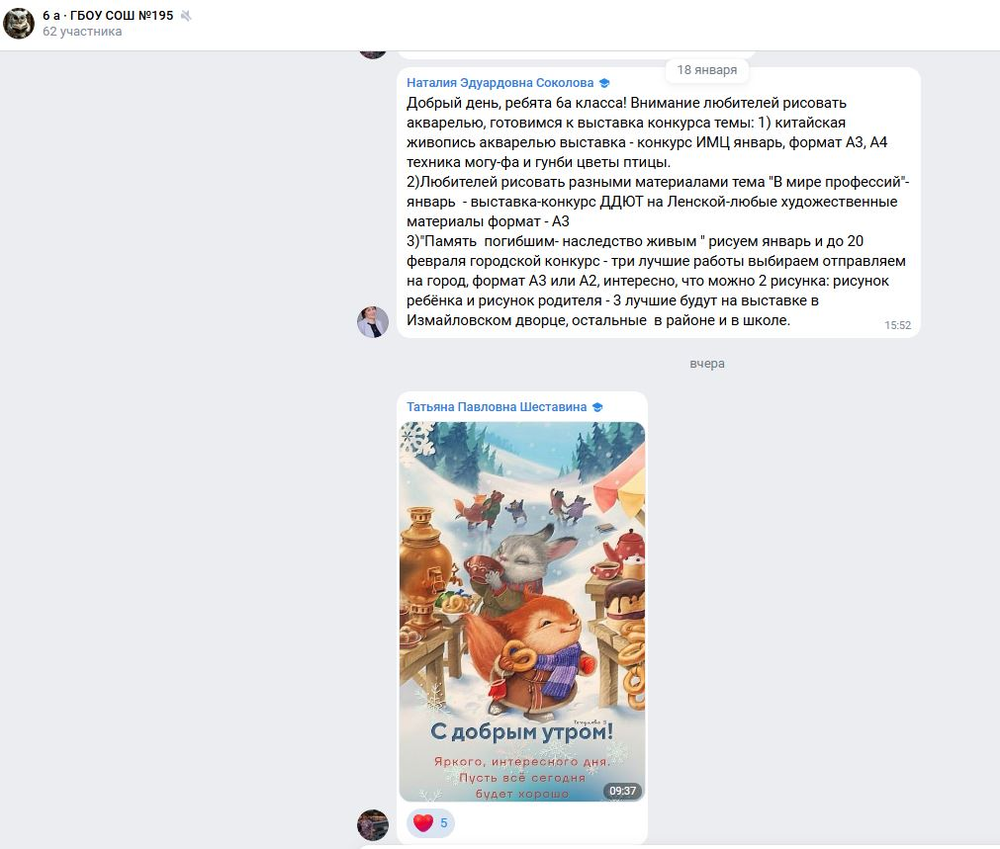 6 а · ГБОУ СОШ №195
62 участника
18 января
Наталия Эдуардовна Соколова
Добрый день, ребята 6а класса! Внимание любителей рисовать
акварелью, готовимся к выставка конкурса темы: 1) китайская
живопись акварелью выставка - конкурс ИМЦ январь, формат А3, А4
техника могу-фа и гунби цветы птицы.
2)Любителей рисовать разными материалами тема "В мире профессий"-
январь - выставка-конкурс ДДЮТ на Ленской-любые художественные
материалы формат - А3
3)"Память погибшим- наследство живым " рисуем январь и до 20
февраля городской конкурс - три лучшие работы выбираем отправляем
на город, формат А3 или А2, интересно, что можно 2 рисунка: рисунок
ребёнка и рисунок родителя - 3 лучшие будут на выставке в
Измайловском дворце, остальные в районе и в школе.
15:52
вчера
Татьяна Павловна Шеставина
С добрым утром!
Яркого, интересного дня.
Пусть всё сегодня
будет хорошо
09:37
5